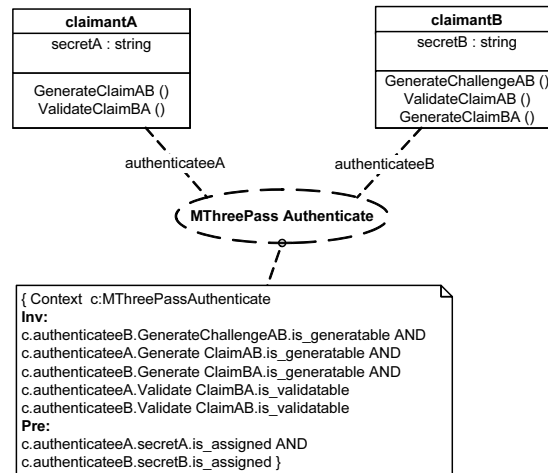 claimantA
secretA : string
GenerateClaimAB ()
ValidateClaimBA ()
claimantB
secretB : string
GenerateChallengeAB ()
ValidateClaimAB ()
GenerateClaimBA ()
authenticateeA
authenticateeB
MThreePass Authenticate
{ Context  c:MThreePassAuthenticate
Inv:
c.authenticateeB.GenerateChallengeAB.is_generatable AND
c.authenticateeA.Generate ClaimAB.is_generatable AND
c.authenticateeB.Generate ClaimBA.is_generatable AND
c.authenticateeA.Validate ClaimBA.is_validatable
c.authenticateeB.Validate ClaimAB.is_validatable
Pre:
c.authenticateeA.secretA.is_assigned AND
c.authenticateeB.secretB.is_assigned }